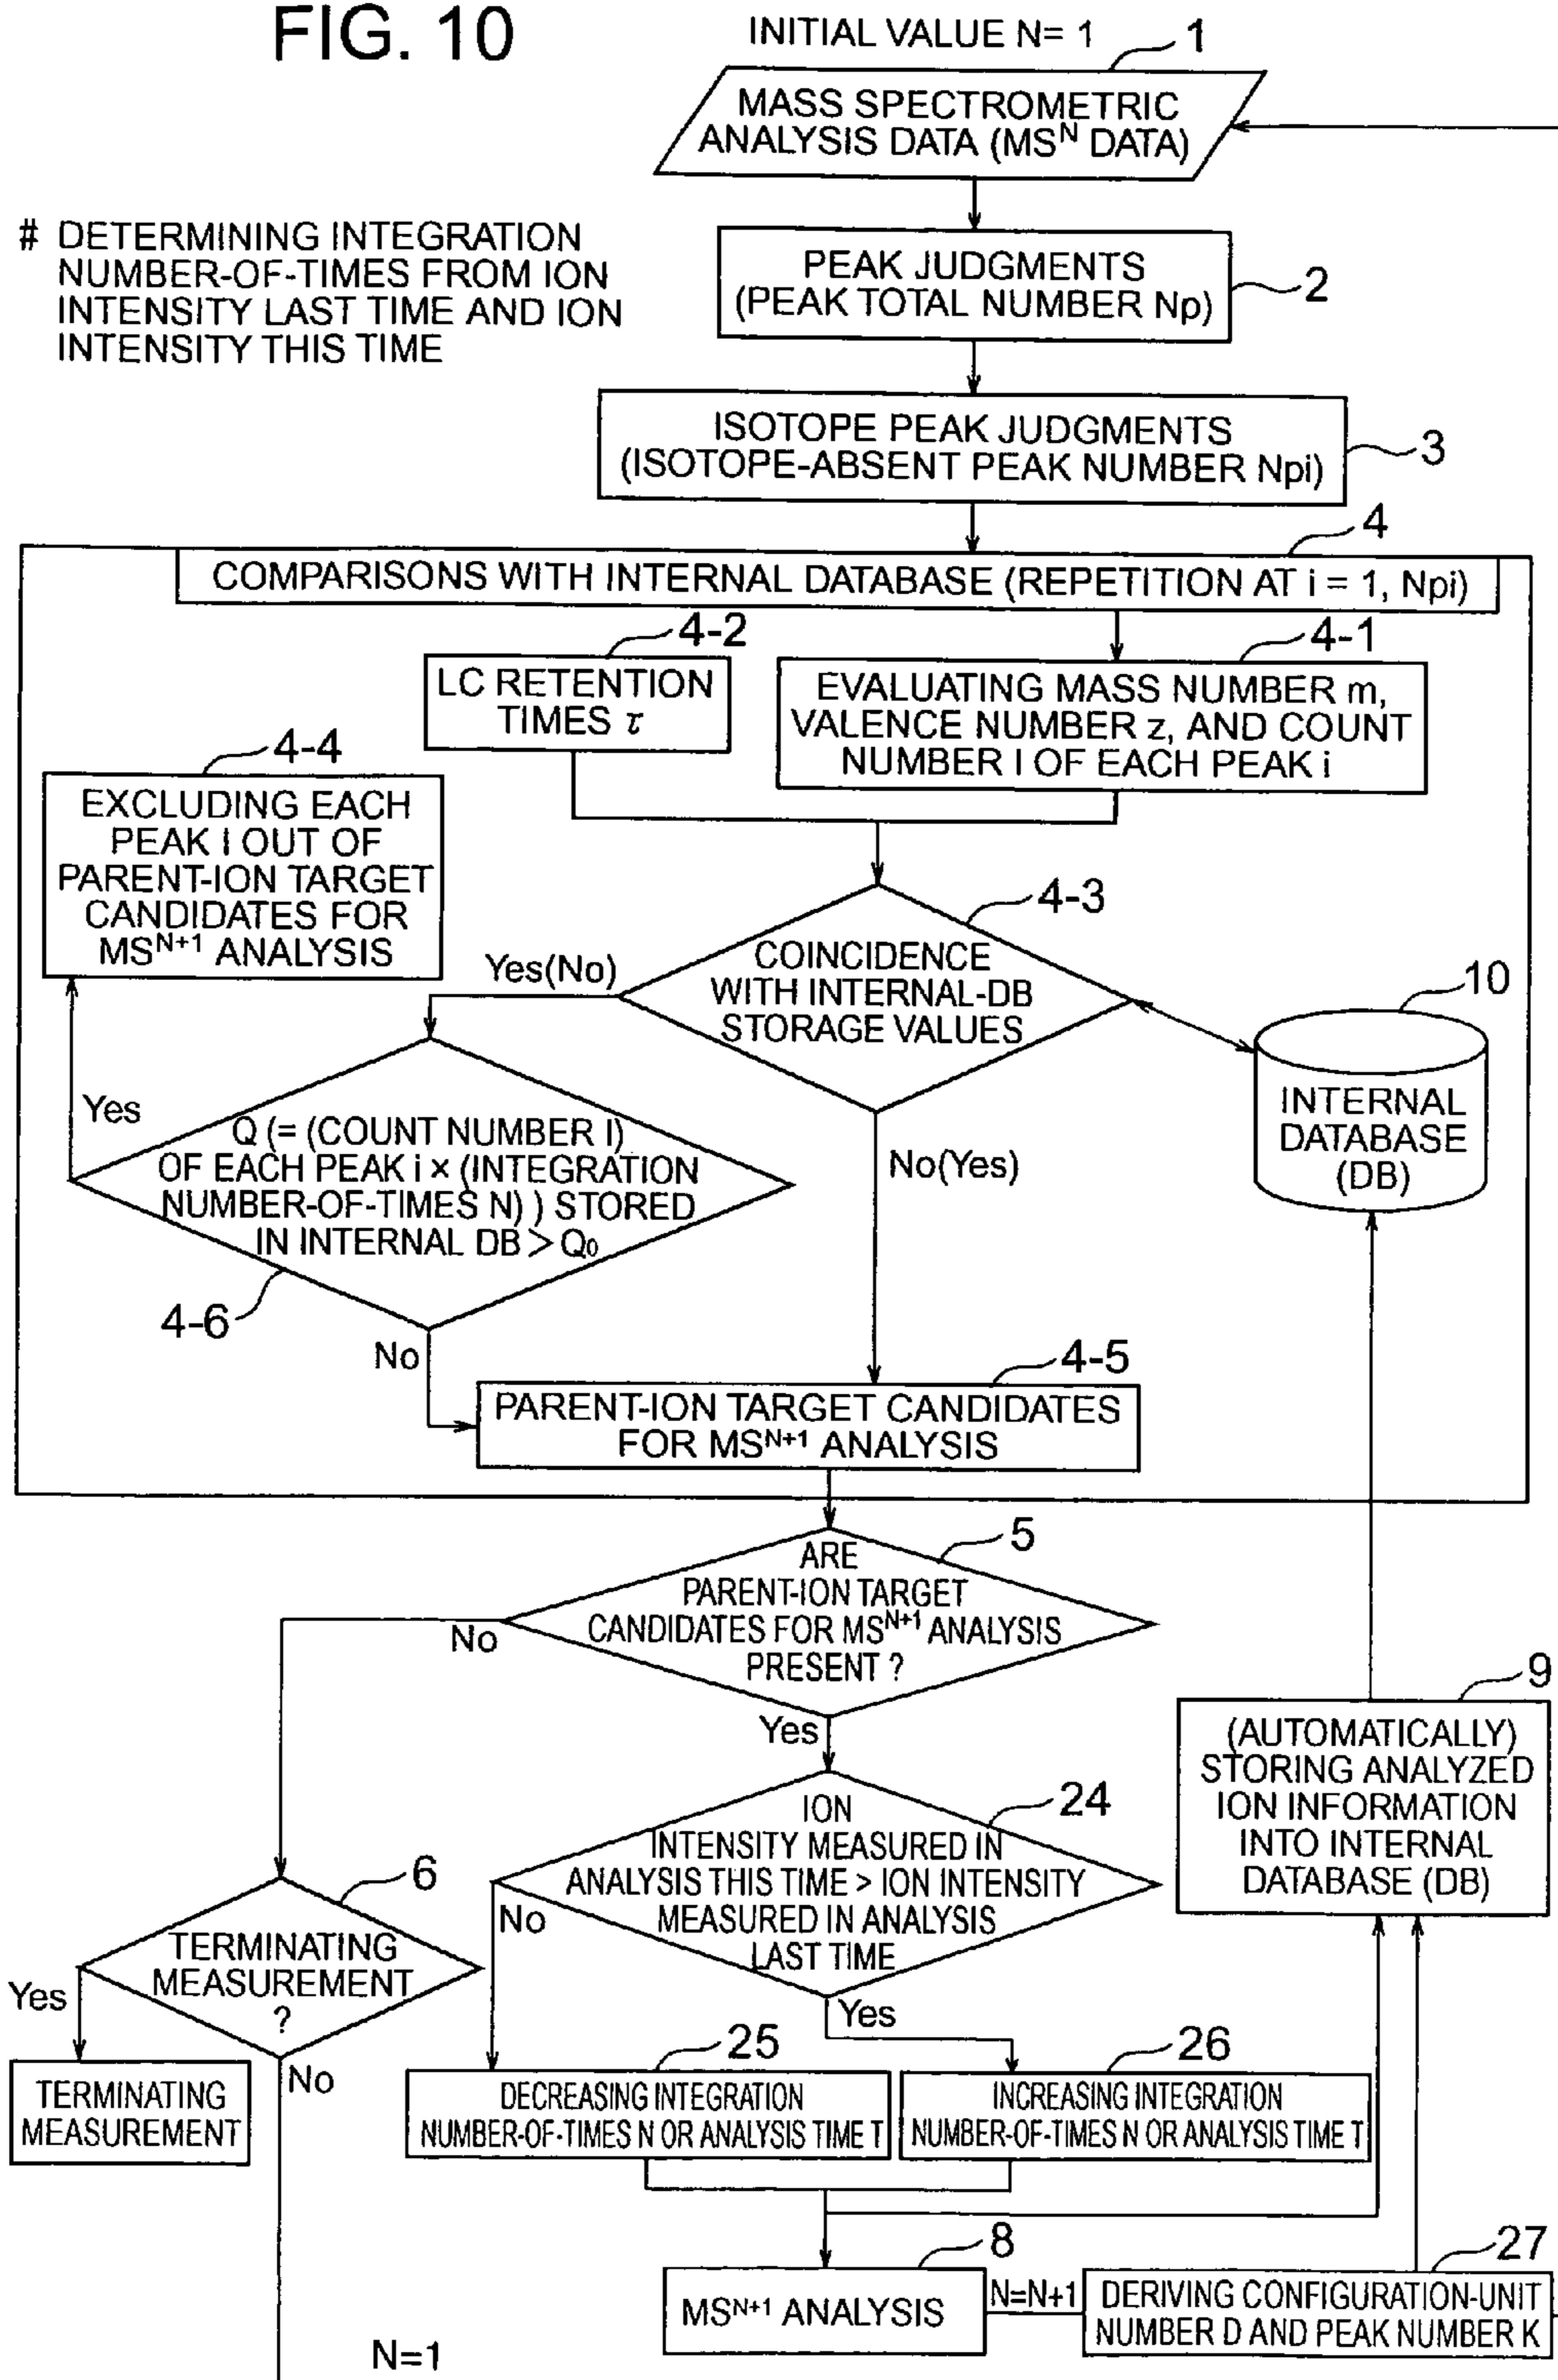 FIG. 10
INITIAL VALUE N= 1
1
MASS SPECTROMETRIC
ANALYSIS DATA (MS^N DATA)
# DETERMINING INTEGRATION
NUMBER-OF-TIMES FROM ION
INTENSITY LAST TIME AND ION
INTENSITY THIS TIME
PEAK JUDGMENTS
(PEAK TOTAL NUMBER Np)
2
ISOTOPE PEAK JUDGMENTS
(ISOTOPE-ABSENT PEAK NUMBER Npi)
3
4
COMPARISONS WITH INTERNAL DATABASE (REPETITION AT i = 1, Npi)
4-2
LC RETENTION
TIMES τ
4-1
EVALUATING MASS NUMBER m,
VALENCE NUMBER z, AND COUNT
NUMBER I OF EACH PEAK i
4-4
EXCLUDING EACH
PEAK I OUT OF
PARENT-ION TARGET
CANDIDATES FOR
MS^N+1 ANALYSIS
4-3
COINCIDENCE
WITH INTERNAL-DB
STORAGE VALUES
Yes(No)
No(Yes)
10
INTERNAL
DATABASE
(DB)
Yes
Q (= (COUNT NUMBER I)
OF EACH PEAK i × (INTEGRATION
NUMBER-OF-TIMES N) ) STORED
IN INTERNAL DB > Q0
4-6
No
4-5
PARENT-ION TARGET CANDIDATES
FOR MS^N+1 ANALYSIS
5
ARE
PARENT-ION TARGET
CANDIDATES FOR MS^N+1 ANALYSIS
PRESENT ?
No
Yes
9
(AUTOMATICALLY)
STORING ANALYZED
ION INFORMATION
INTO INTERNAL
DATABASE (DB)
24
ION
INTENSITY MEASURED IN
ANALYSIS THIS TIME > ION INTENSITY
MEASURED IN ANALYSIS
LAST TIME
No
Yes
6
TERMINATING
MEASUREMENT
?
Yes
No
TERMINATING
MEASUREMENT
25
DECREASING INTEGRATION
NUMBER-OF-TIMES N OR ANALYSIS TIME T
26
INCREASING INTEGRATION
NUMBER-OF-TIMES N OR ANALYSIS TIME T
8
MS^N+1 ANALYSIS
N=N+1
27
DERIVING CONFIGURATION-UNIT
NUMBER D AND PEAK NUMBER K
N=1